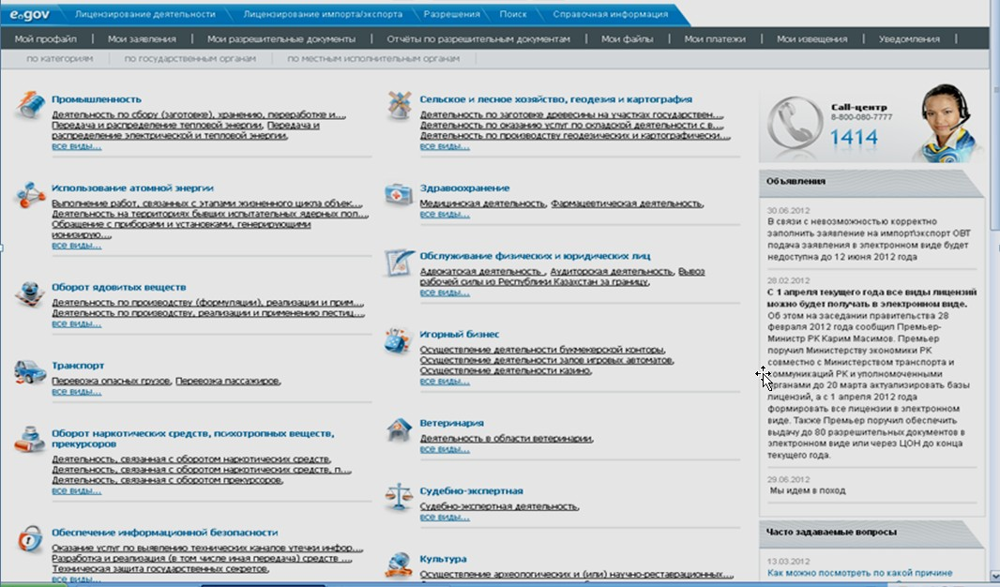 e.gov Лицензирование деятельности Лицензирование импорта/экспорта Разрешения Поиск Справочная информация
Мой профайл | Мои заявления | Мои разрешительные документы | Отчёты по разрешительным документам | Мои файлы | Мои платежи | Мои извещения | Уведомления |
по категориям по государственным органам по местным исполнительным органам
Промышленность
Деятельность по сбору (заготовке), хранению, переработке и...,
Передача и распределение тепловой энергии, Передача и
распределение электрической и тепловой энергии,
все виды...
Использование атомной энергии
Выполнение работ, связанных с этапами жизненного цикла объек...,
Деятельность на территориях бывших испытательных ядерных пол...,
Обращение с приборами и установками, генерирующими
ионизирую...,
все виды...
Оборот ядовитых веществ
Деятельность по производству (формуляции), реализации и прим...,
Деятельность по производству, реализации и применению пестиц...,
все виды...
Транспорт
Перевозка опасных грузов, Перевозка пассажиров,
все виды...
Оборот наркотических средств, психотропных веществ,
прекурсоров
Деятельность, связанная с оборотом наркотических средств,
Деятельность, связанная с оборотом наркотических средств, п...,
Деятельность, связанная с оборотом прекурсоров,
все виды...
Обеспечение информационной безопасности
Оказание услуг по выявлению технических каналов утечки инфор...,
Разработка и реализация (в том числе иная передача) средств ...,
Техническая защита государственных секретов,
все виды...
Сельское и лесное хозяйство, геодезия и картография
Деятельность по заготовке древесины на участках государствен...,
Деятельность по оказанию услуг по складской деятельности с в...,
Деятельность по производству геодезических и картографически...,
все виды...
Здравоохранение
Медицинская деятельность, Фармацевтическая деятельность,
все виды...
Обслуживание физических и юридических лиц
Адвокатская деятельность , Аудиторская деятельность, Вывоз
рабочей силы из Республики Казахстан за границу,
все виды...
Игорный бизнес
Осуществление деятельности букмекерской конторы,
Осуществление деятельности залов игровых автоматов,
Осуществление деятельности казино,
все виды...
Ветеринария
Деятельность в области ветеринарии,
все виды...
Судебно-экспертная
Судебно-экспертная деятельность,
все виды...
Культура
Осуществление археологических и (или) научно-реставрационных...,
Call-центр
8-800-080-7777
1414
Объявления
30.06.2012
В связи с невозможностью корректно
заполнить заявление на импорт\экспорт ОВТ
подача заявления в электронном виде будет
недоступна до 12 июня 2012 года
28.02.2012
С 1 апреля текущего года все виды лицензий
можно будет получать в электронном виде.
Об этом на заседании правительства 28
февраля 2012 года сообщил Премьер-
Министр РК Карим Масимов. Премьер
поручил Министерству экономики РК
совместно с Министерством транспорта и
коммуникаций РК и уполномоченными
органами до 20 марта актуализировать базы
лицензий, а с 1 апреля 2012 года
формировать все лицензии в электронном
виде. Также Премьер поручил обеспечить
выдачу до 80 разрешительных документов в
электронном виде или через ЦОН до конца
текущего года.
29.06.2012
Мы идем в поход
Часто задаваемые вопросы
13.03.2012
Как можно посмотреть по какой причине